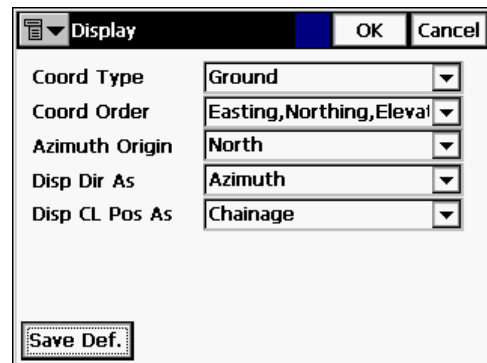 Display OK Cancel
Coord Type Ground
Coord Order Easting,Northing,Elevat
Azimuth Origin North
Disp Dir As Azimuth
Disp CL Pos As Chainage
Save Def.